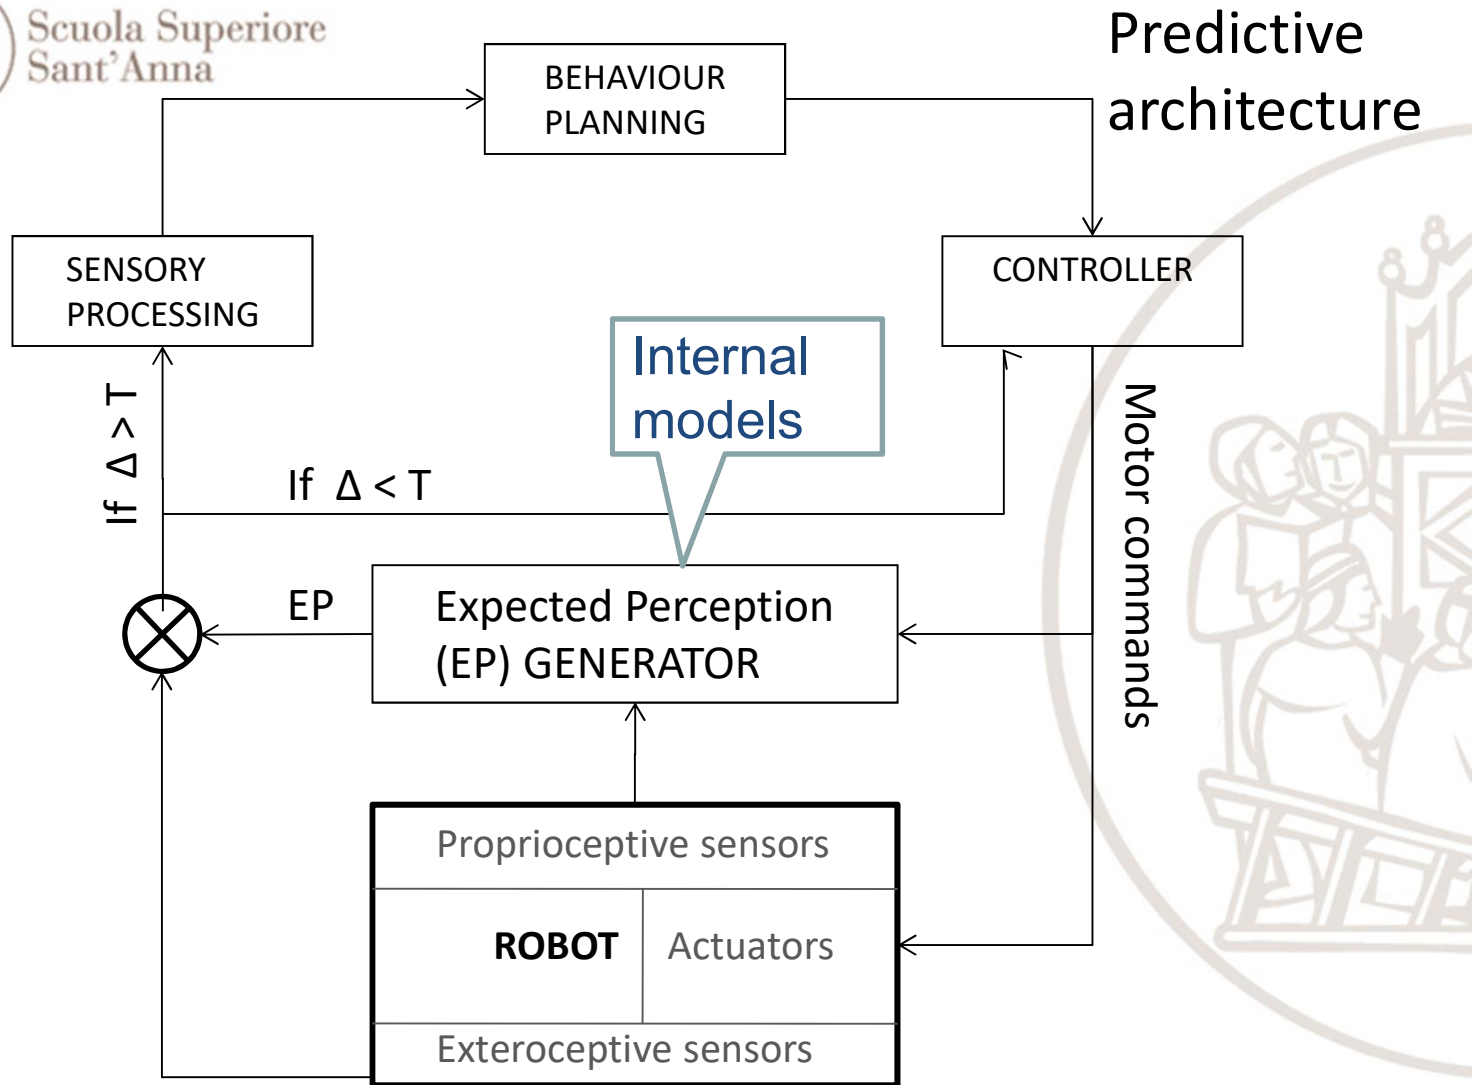 Scuola Superiore
Sant'Anna
Predictive
architecture
BEHAVIOUR
PLANNING
SENSORY
PROCESSING
CONTROLLER
Internal
models
If Δ > T
If Δ < T
Motor commands
EP
Expected Perception
(EP) GENERATOR
Proprioceptive sensors
ROBOT
Actuators
Exteroceptive sensors